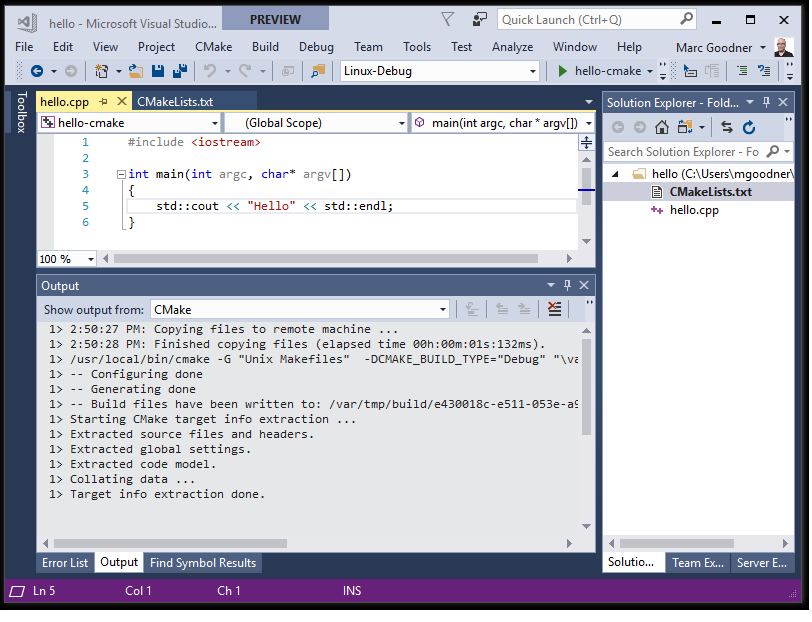 hello - Microsoft Visual Studio...
PREVIEW
Quick Launch (Ctrl+Q)
File Edit View Project CMake Build Debug Team Tools Test Analyze Window Help Marc Goodner
Linux-Debug hello-cmake
Toolbox
hello.cpp CMakeLists.txt
hello-cmake (Global Scope) main(int argc, char * argv[])
1 #include <iostream>
2
3 int main(int argc, char* argv[])
4 {
5 std::cout << "Hello" << std::endl;
6 }
100 %
Output
Show output from: CMake
1> 2:50:27 PM: Copying files to remote machine ...
1> 2:50:28 PM: Finished copying files (elapsed time 00h:00m:01s:132ms).
1> /usr/local/bin/cmake -G "Unix Makefiles"  -DCMAKE_BUILD_TYPE="Debug" "\va
1> -- Configuring done
1> -- Generating done
1> -- Build files have been written to: /var/tmp/build/e430018c-e511-053e-a9
1> Starting CMake target info extraction ...
1> Extracted source files and headers.
1> Extracted global settings.
1> Extracted code model.
1> Collating data ...
1> Target info extraction done.
Error List Output Find Symbol Results
Solution Explorer - Fold...
Search Solution Explorer - Fo
hello (C:\Users\mgoodner\
CMakeLists.txt
hello.cpp
Solutio... Team Ex... Server E...
Ln 5 Col 1 Ch 1 INS